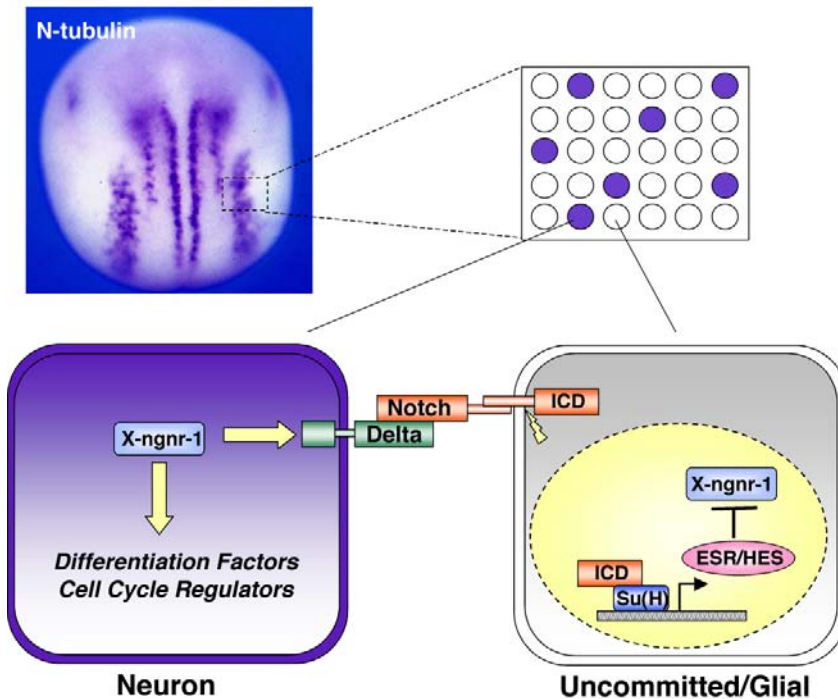 N-tubulin
Notch
ICD
X-ngnr-1
Delta
Differentiation Factors
Cell Cycle Regulators
X-ngnr-1
ESR/HES
ICD
Su(H)
Neuron
Uncommitted/Glial